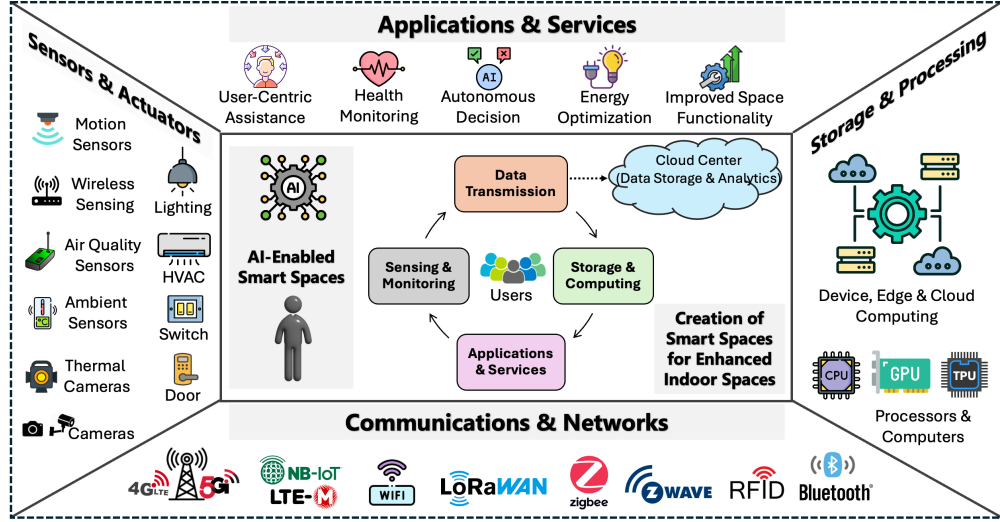 Applications & Services
User-Centric
Assistance
Health
Monitoring
AI
Autonomous
Decision
Energy
Optimization
Improved Space
Functionality
Sensors & Actuators
Motion
Sensors
Wireless
Sensing
Lighting
Air Quality
Sensors
HVAC
°C
Ambient
Sensors
Switch
Thermal
Cameras
Door
Cameras
AI
AI-Enabled
Smart Spaces
Data
Transmission
Cloud Center
(Data Storage & Analytics)
Sensing &
Monitoring
Users
Storage &
Computing
Applications
& Services
Creation of
Smart Spaces
for Enhanced
Indoor Spaces
Storage & Processing
Device, Edge & Cloud
Computing
CPU
GPU
TPU
Processors &
Computers
Communications & Networks
4G LTE
5G
NB-IoT
LTE-M
WIFI
LoRaWAN
zigbee
Z WAVE
RFID
Bluetooth®